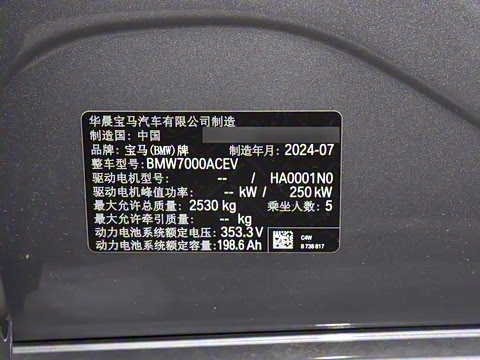 华晨宝马汽车有限公司制造
制造国: 中国
品牌: 宝马(BMW)牌 制造年月: 2024-07
整车型号: BMW7000ACEV
驱动电机型号: -- / HA0001N0
驱动电机峰值功率: -- kW / 250 kW
最大允许总质量: 2530 kg 乘坐人数: 5
最大允许牵引质量: -- kg
动力电池系统额定电压: 353.3 V
动力电池系统额定容量: 198.6 Ah
C4W